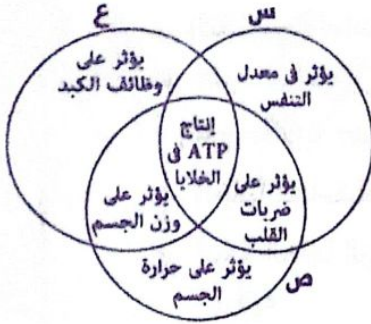 س
ع
يؤثر في معدل
التنفس
يؤثر على
وظائف الكبد
إنتاج
ATP في
الخلايا
يؤثر على
ضربات
القلب
يؤثر على
وزن الجسم
يؤثر على حرارة
الجسم
ص